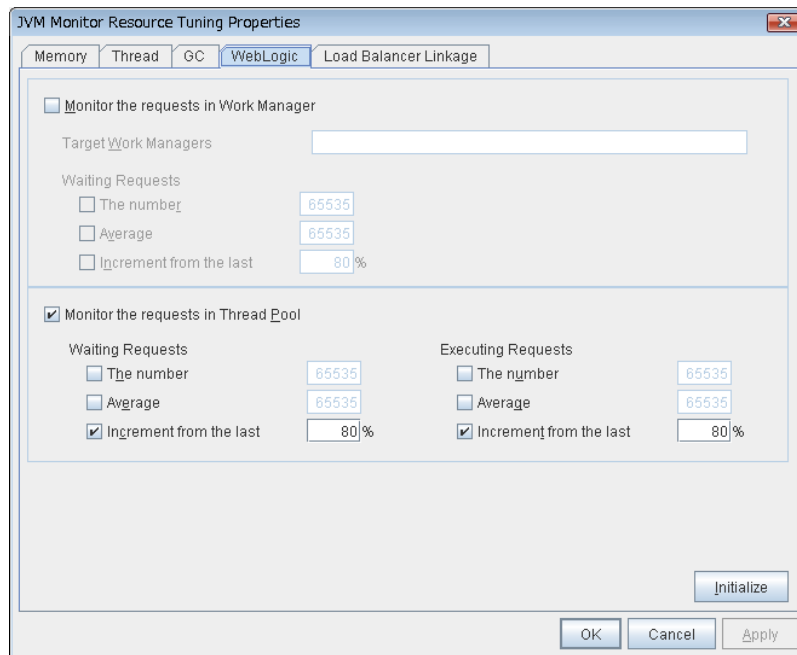 JVM Monitor Resource Tuning Properties
Memory Thread GC WebLogic Load Balancer Linkage
Monitor the requests in Work Manager
Target Work Managers
Waiting Requests
The number 65535
Average 65535
Increment from the last 80 %
Monitor the requests in Thread Pool
Waiting Requests Executing Requests
The number 65535 The number 65535
Average 65535 Average 65535
Increment from the last 80 % Increment from the last 80 %
Initialize
OK Cancel Apply